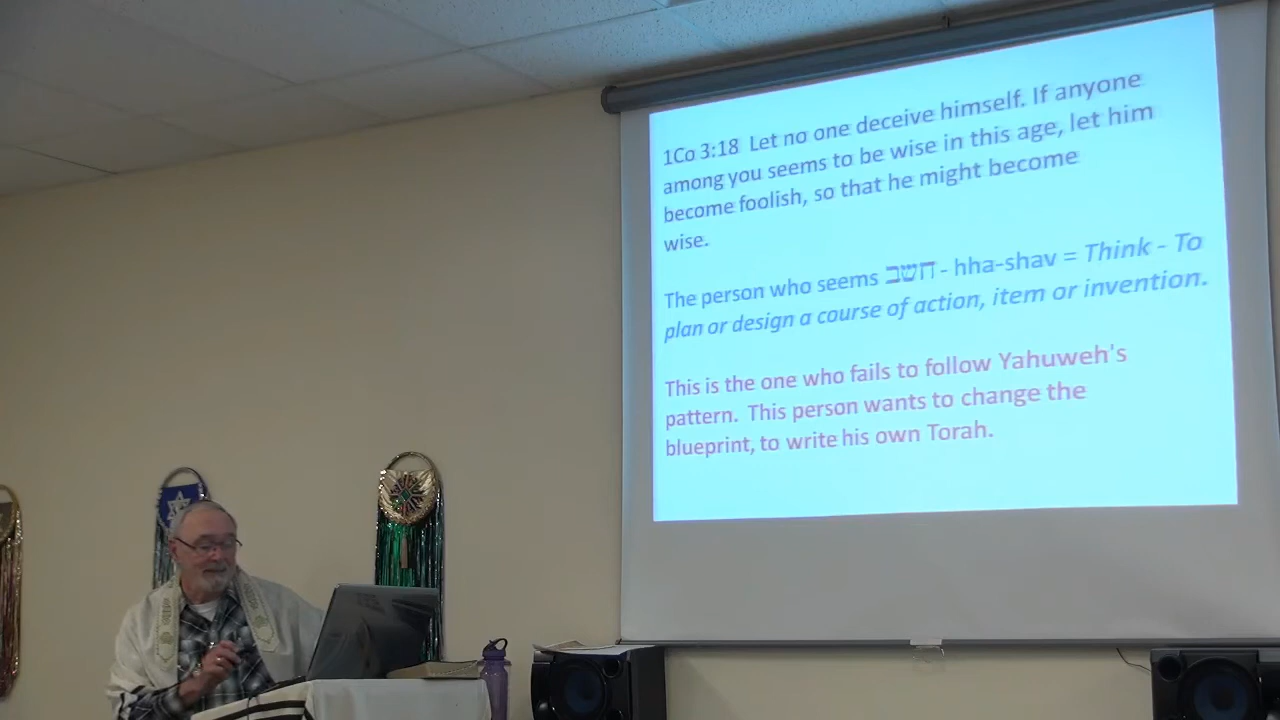 1Co 3:18 Let no one deceive himself. If anyone
among you seems to be wise in this age, let him
become foolish, so that he might become
wise.
The person who seems חשב - hha-shav = Think - To
plan or design a course of action, item or invention.
This is the one who fails to follow Yahuweh's
pattern. This person wants to change the
blueprint, to write his own Torah.